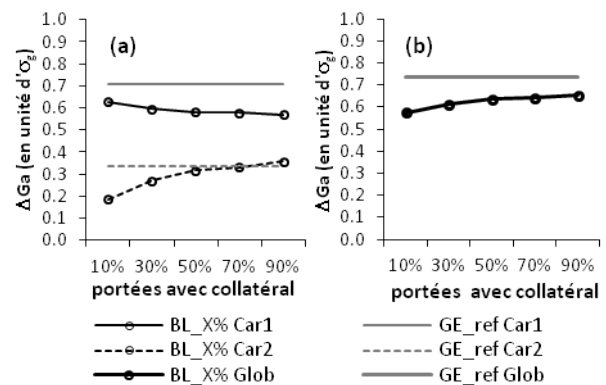 (a)
ΔGa (en unité d'σg)
1.0
0.9
0.8
0.7
0.6
0.5
0.4
0.3
0.2
0.1
0.0
10% 30% 50% 70% 90%
portées avec collatéral
(b)
ΔGa (en unité d'σg)
1.0
0.9
0.8
0.7
0.6
0.5
0.4
0.3
0.2
0.1
0.0
10% 30% 50% 70% 90%
portées avec collatéral
BL_X% Car1
BL_X% Car2
BL_X% Glob
GE_ref Car1
GE_ref Car2
GE_ref Glob